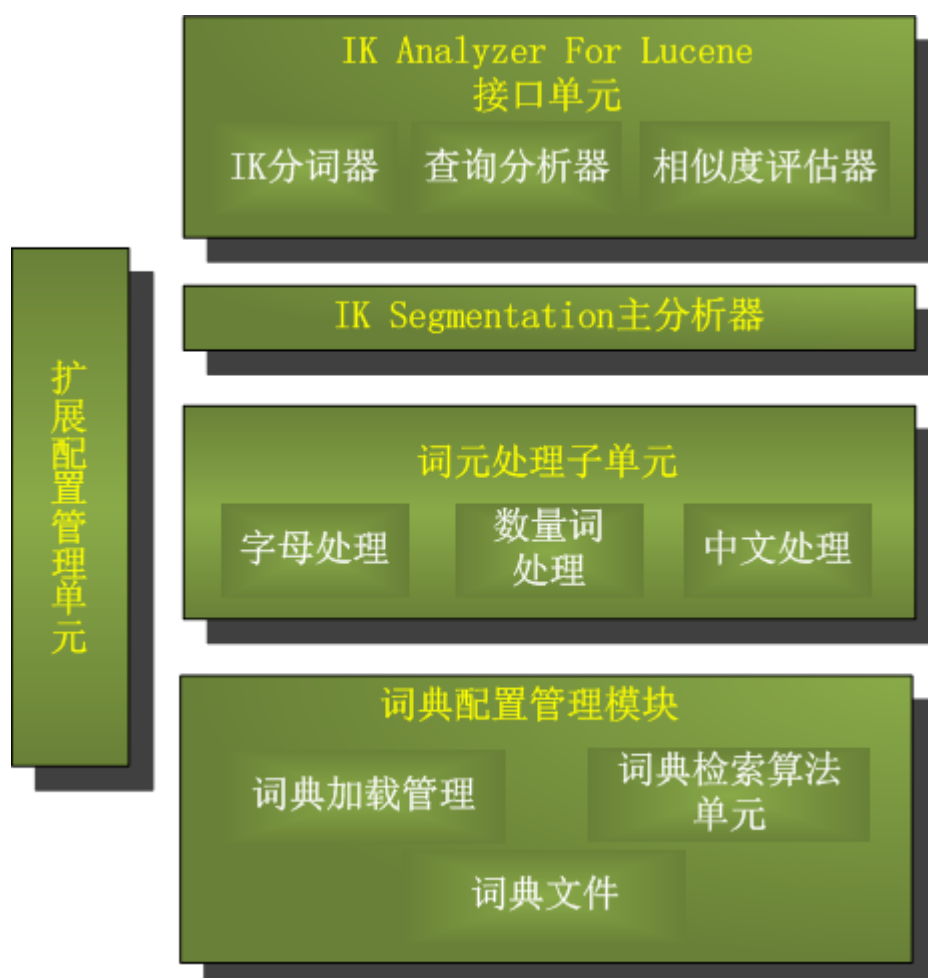 IK Analyzer For Lucene
接口单元
IK分词器
查询分析器
相似度评估器
IK Segmentation主分析器
扩展配置管理单元
词元处理子单元
字母处理
数量词
处理
中文处理
词典配置管理模块
词典加载管理
词典检索算法
单元
词典文件